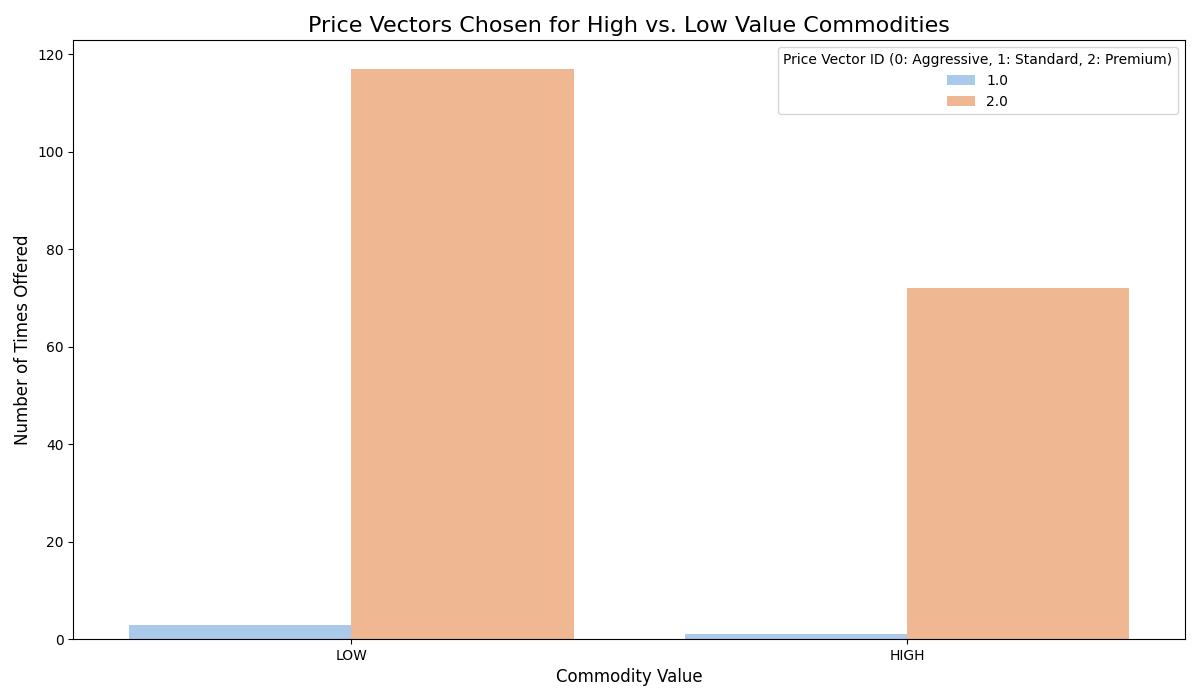 Price Vectors Chosen for High vs. Low Value Commodities
Price Vector ID (0: Aggressive, 1: Standard, 2: Premium)
1.0
2.0
Number of Times Offered
120
100
80
60
40
20
0
LOW
HIGH
Commodity Value